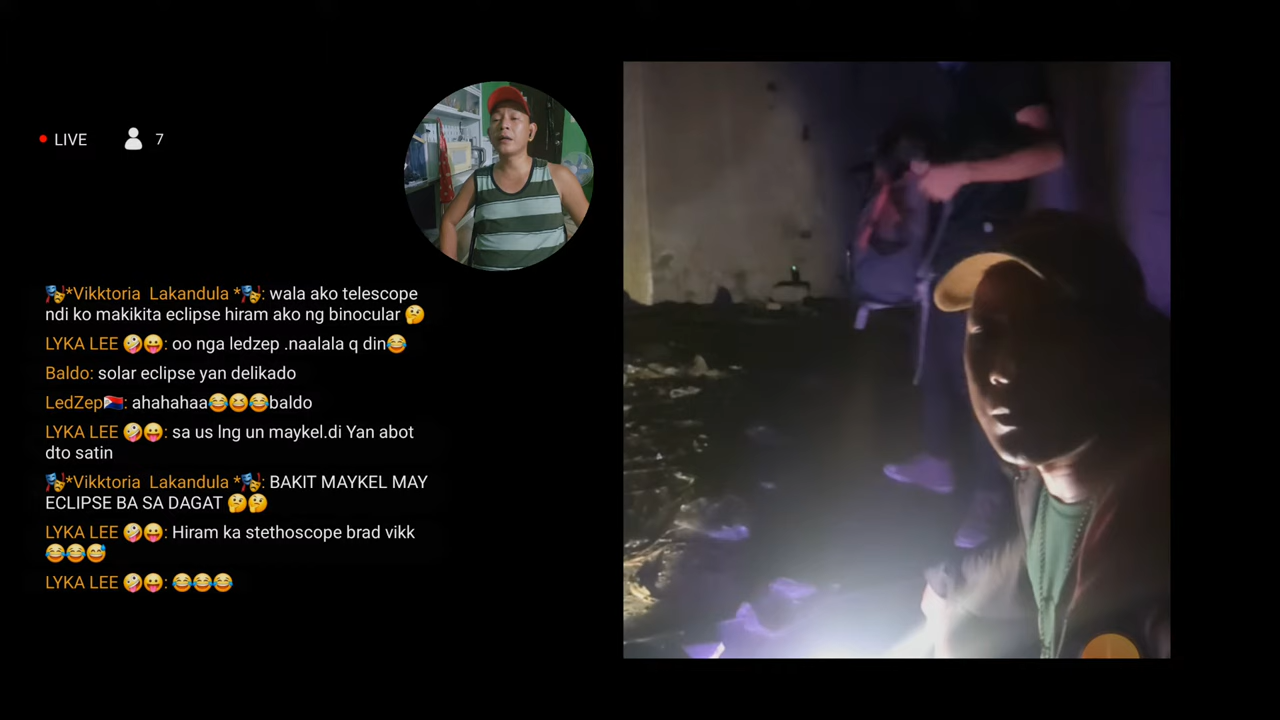 LIVE 7
🎭*Vikktoria Lakandula *🎭: wala ako telescope
ndi ko makikita eclipse hiram ako ng binocular 🤔
LYKA LEE 🤪😛: oo nga ledzep .naalala q din😂
Baldo: solar eclipse yan delikado
LedZep🇵🇭: ahahahaa😂😆😂baldo
LYKA LEE 🤪😛: sa us lng un maykel.di Yan abot
dto satin
🎭*Vikktoria Lakandula *🎭: BAKIT MAYKEL MAY
ECLIPSE BA SA DAGAT 🤔🤔
LYKA LEE 🤪😛: Hiram ka stethoscope brad vikk
😂😂😅
LYKA LEE 🤪😛: 😂😂😂